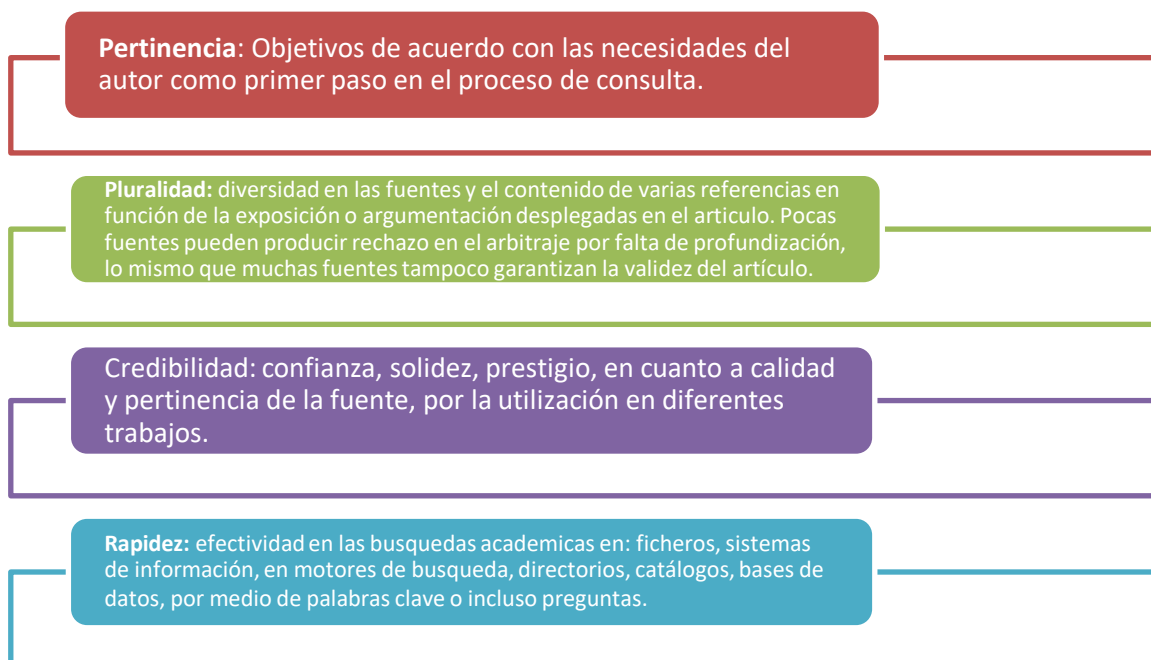 Pertinencia: Objetivos de acuerdo con las necesidades del
autor como primer paso en el proceso de consulta.
Pluralidad: diversidad en las fuentes y el contenido de varias referencias en
función de la exposición o argumentación desplegadas en el articulo. Pocas
fuentes pueden producir rechazo en el arbitraje por falta de profundización,
lo mismo que muchas fuentes tampoco garantizan la validez del artículo.
Credibilidad: confianza, solidez, prestigio, en cuanto a calidad
y pertinencia de la fuente, por la utilización en diferentes
trabajos.
Rapidez: efectividad en las busquedas academicas en: ficheros, sistemas
de información, en motores de busqueda, directorios, catálogos, bases de
datos, por medio de palabras clave o incluso preguntas.